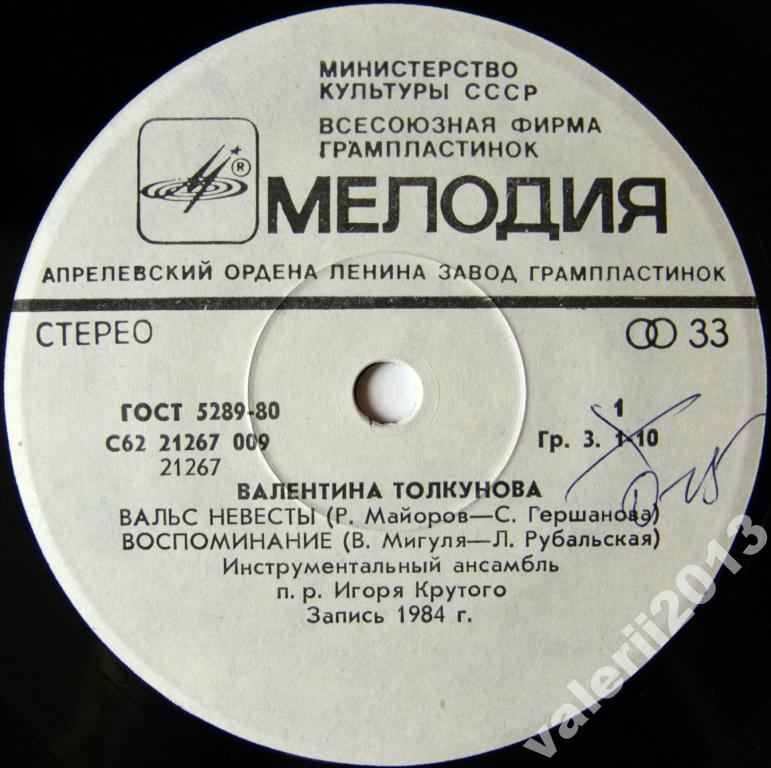 МИНИСТЕРСТВО
КУЛЬТУРЫ СССР
ВСЕСОЮЗНАЯ ФИРМА
ГРАМПЛАСТИНОК
®
МЕЛОДИЯ
АПРЕЛЕВСКИЙ ОРДЕНА ЛЕНИНА ЗАВОД ГРАМПЛАСТИНОК
СТЕРЕО 33
ГОСТ 5289-80 1
С62 21267 009 Гр. 3. 1-10
21267
ВАЛЕНТИНА ТОЛКУНОВА
ВАЛЬС НЕВЕСТЫ (Р. Майоров—С. Гершанова)
ВОСПОМИНАНИЕ (В. Мигуля—Л. Рубальская)
Инструментальный ансамбль
п. р. Игоря Крутого
Запись 1984 г.
valerii2013